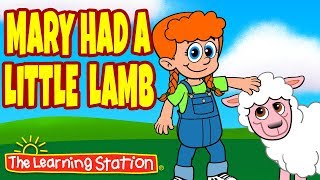 MARY HAD A
LITTLE LAMB
The Learning Station®